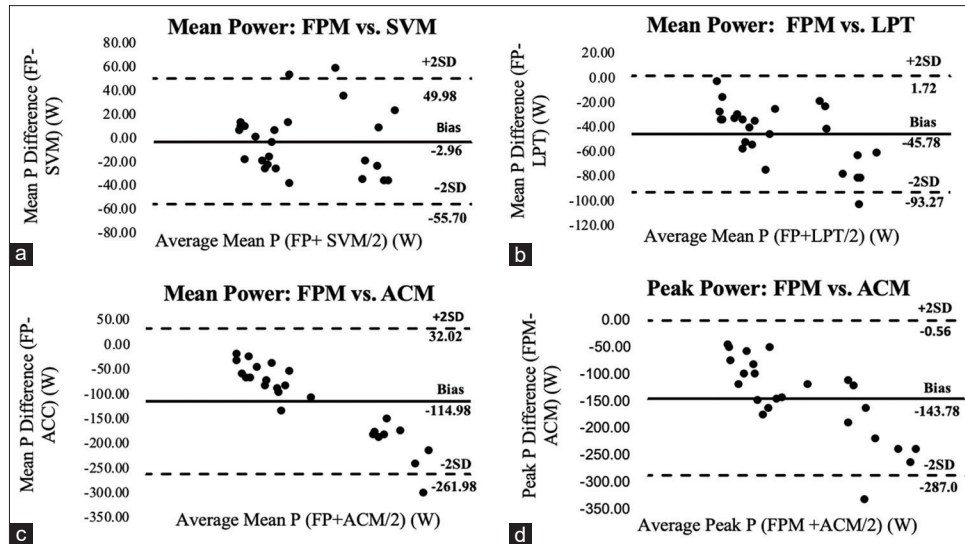 Mean Power: FPM vs. SVM
Mean P Difference (FP-
SVM) (W)
80.00
60.00
40.00
20.00
0.00
-20.00
-40.00
-60.00
-80.00
+2SD
49.98
Bias
-2.96
-2SD
-55.70
Average Mean P (FP+ SVM/2) (W)
a
Mean Power: FPM vs. LPT
Mean P Difference (FP-
LPT) (W)
20.00
0.00
-20.00
-40.00
-60.00
-80.00
-100.00
-120.00
+2SD
1.72
Bias
-45.78
-2SD
-93.27
Average Mean P (FP+LPT/2) (W)
b
Mean Power: FPM vs. ACM
Mean P Difference (FP-
ACC) (W)
50.00
0.00
-50.00
-100.00
-150.00
-200.00
-250.00
-300.00
-350.00
+2SD
32.02
Bias
-114.98
-2SD
-261.98
Average Mean P (FP+ACM/2) (W)
c
Peak Power: FPM vs. ACM
Peak P Difference (FPM-
ACM) (W)
0.00
-50.00
-100.00
-150.00
-200.00
-250.00
-300.00
-350.00
+2SD
-0.56
Bias
-143.78
-2SD
-287.0
Average Peak P (FPM +ACM/2) (W)
d